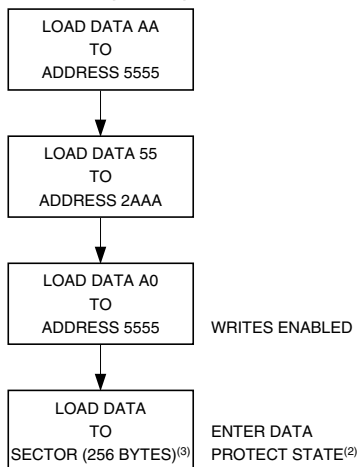 LOAD DATA AA
TO
ADDRESS 5555
LOAD DATA 55
TO
ADDRESS 2AAA
LOAD DATA A0
TO
ADDRESS 5555 WRITES ENABLED
LOAD DATA
TO ENTER DATA
SECTOR (256 BYTES)(3) PROTECT STATE(2)